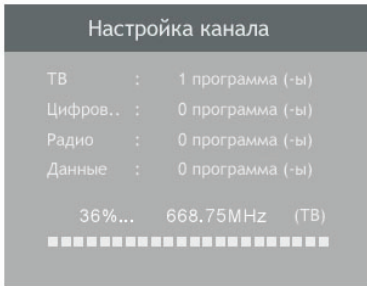 Настройка канала
ТВ : 1 программа (-ы)
Цифров.. : 0 программа (-ы)
Радио : 0 программа (-ы)
Данные : 0 программа (-ы)
36%... 668.75MHz (ТВ)